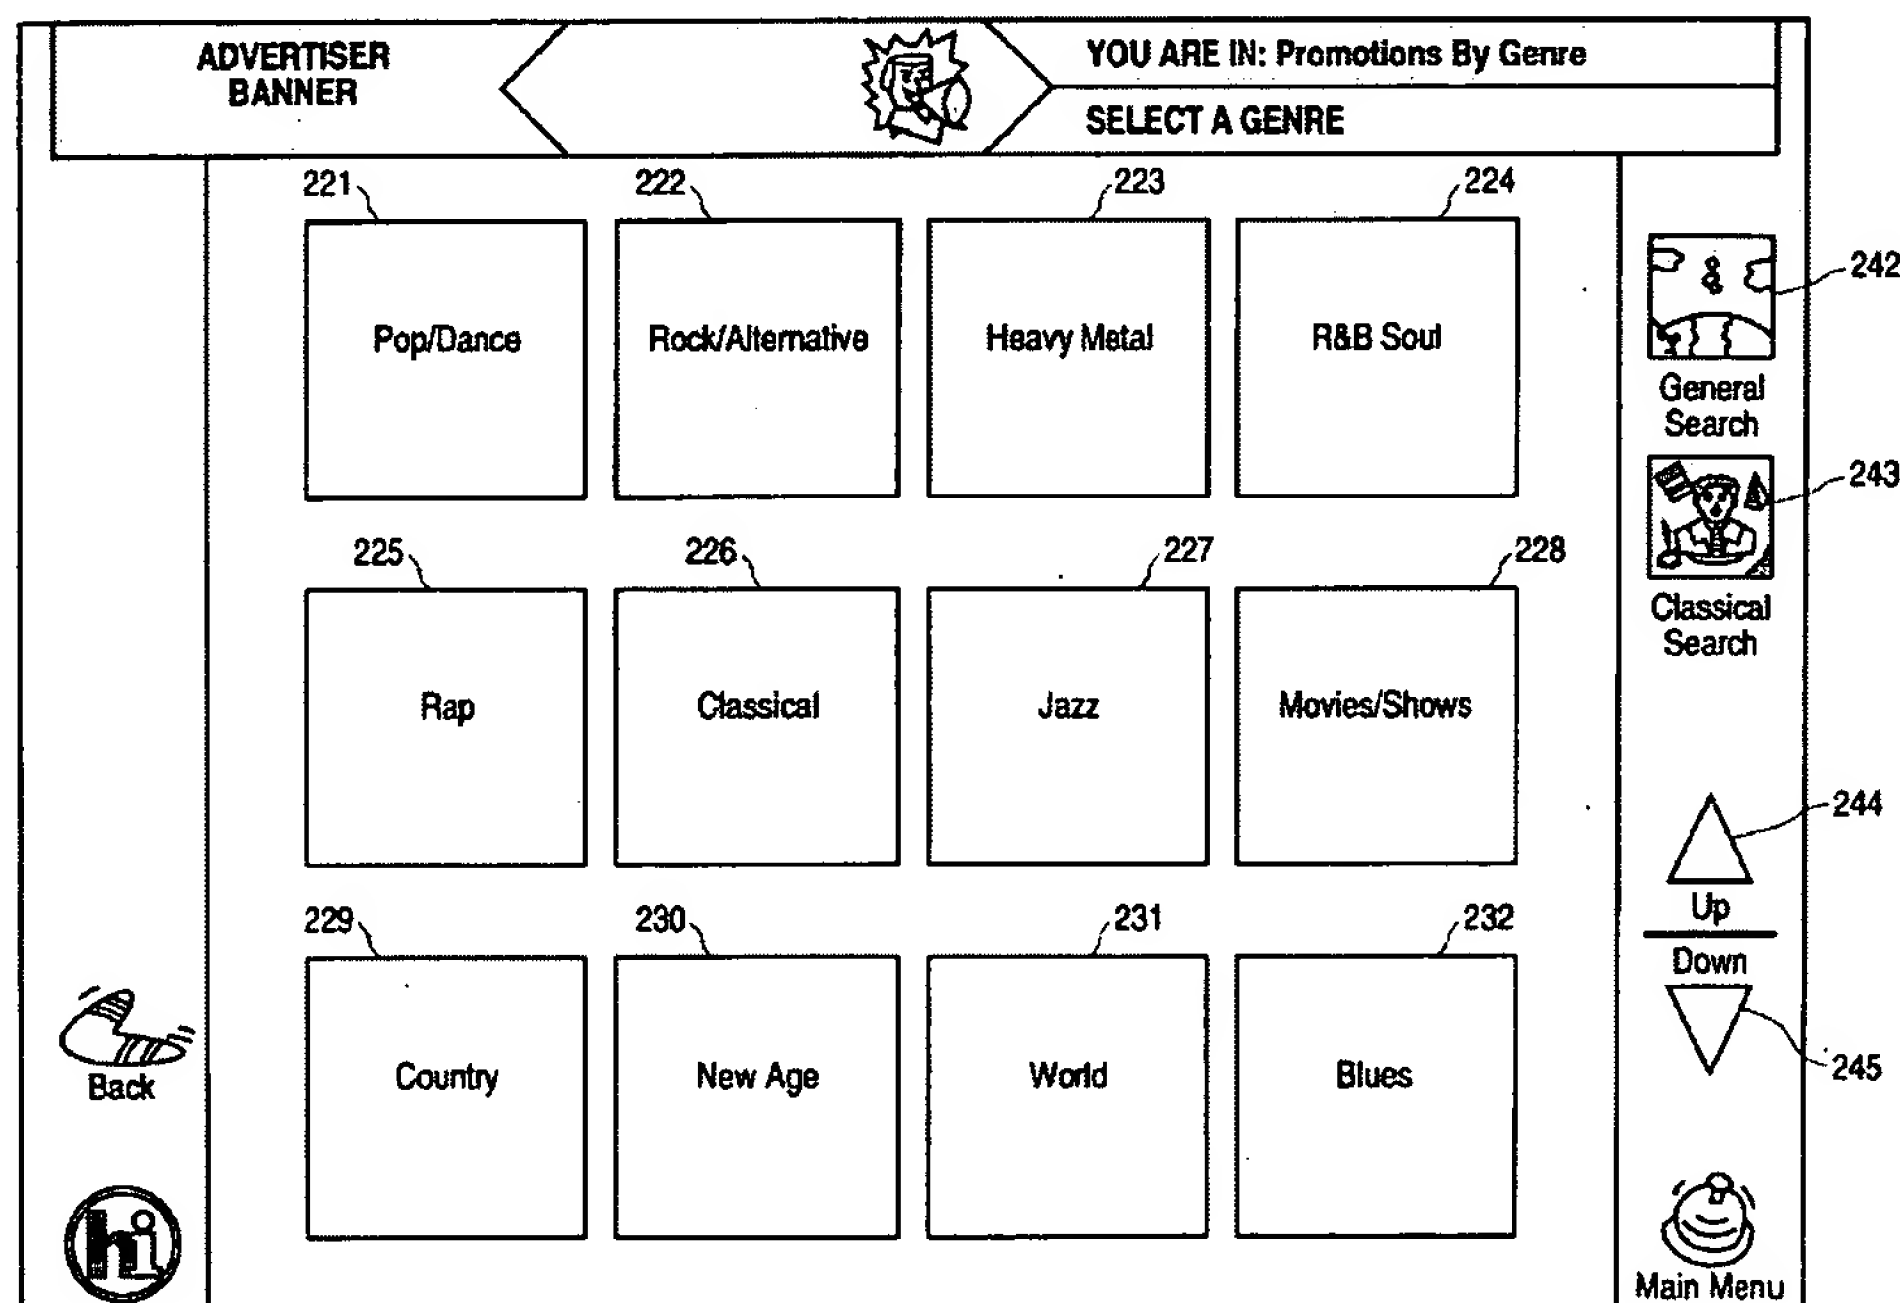 ADVERTISER
BANNER
YOU ARE IN: Promotions By Genre
SELECT A GENRE
221
222
223
224
Pop/Dance
Rock/Alternative
Heavy Metal
R&B Soul
242
General
Search
243
Classical
Search
225
226
227
228
Rap
Classical
Jazz
Movies/Shows
244
Up
Down
245
229
230
231
232
Country
New Age
World
Blues
Back
hi
Main Menu